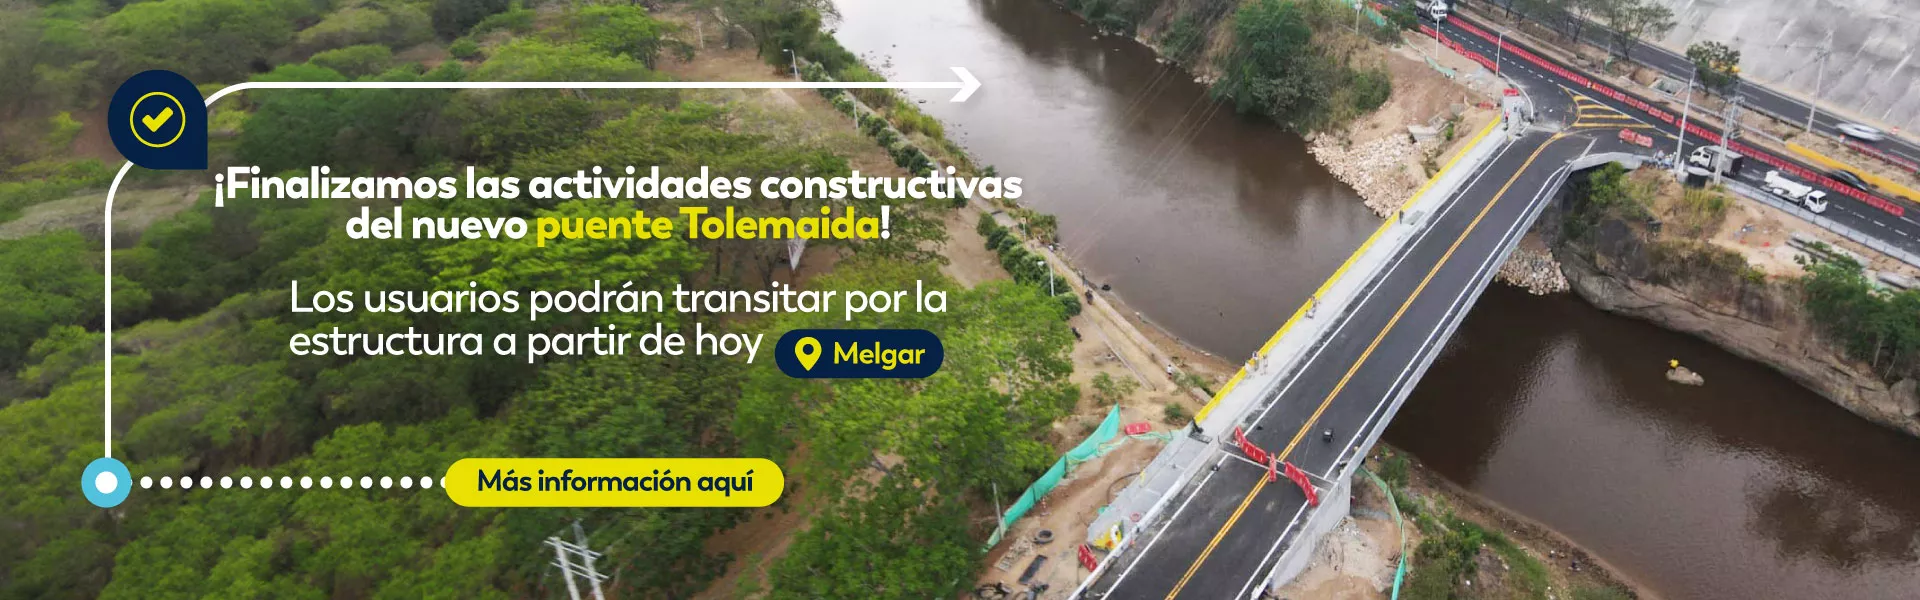 ¡Finalizamos las actividades constructivas
del nuevo puente Tolemaida!
Los usuarios podrán transitar por la
estructura a partir de hoy
Melgar
Más información aquí